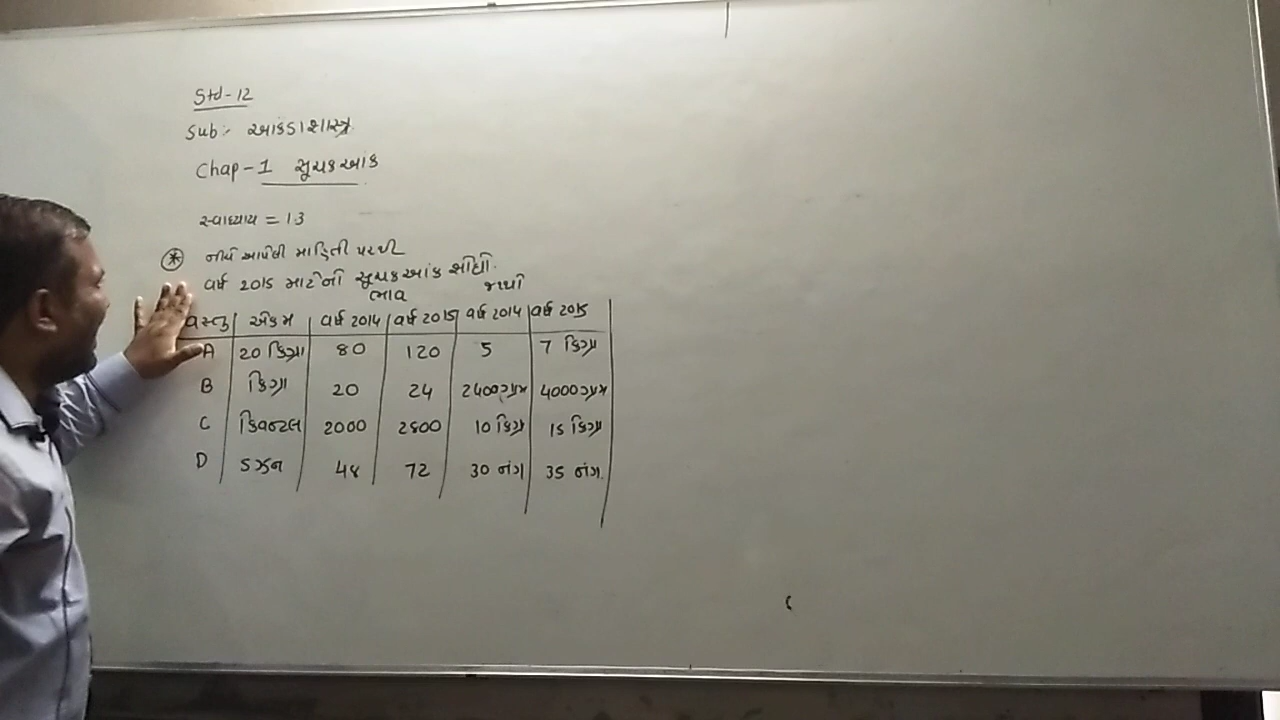 Std-12
Sub:- આંકડાશાસ્ત્ર
Chap-1 સૂચકઆંક
સ્વાધ્યાય = 1.3
* નીચે આપેલી માહિતી પરથી
વર્ષ 2015 માટેનો સૂચકઆંક શોધો.
ભાવ જથ્થો
વસ્તુ એકમ વર્ષ 2014 વર્ષ 2015 વર્ષ 2014 વર્ષ 2015
A 20 કિગ્રા 80 120 5 7 કિગ્રા
B કિગ્રા 20 24 2400ગ્રામ 4000ગ્રામ
C કિવન્ટલ 2000 2800 10 કિગ્રા 15 કિગ્રા
D ડઝન 48 72 30 નંગ 35 નંગ.